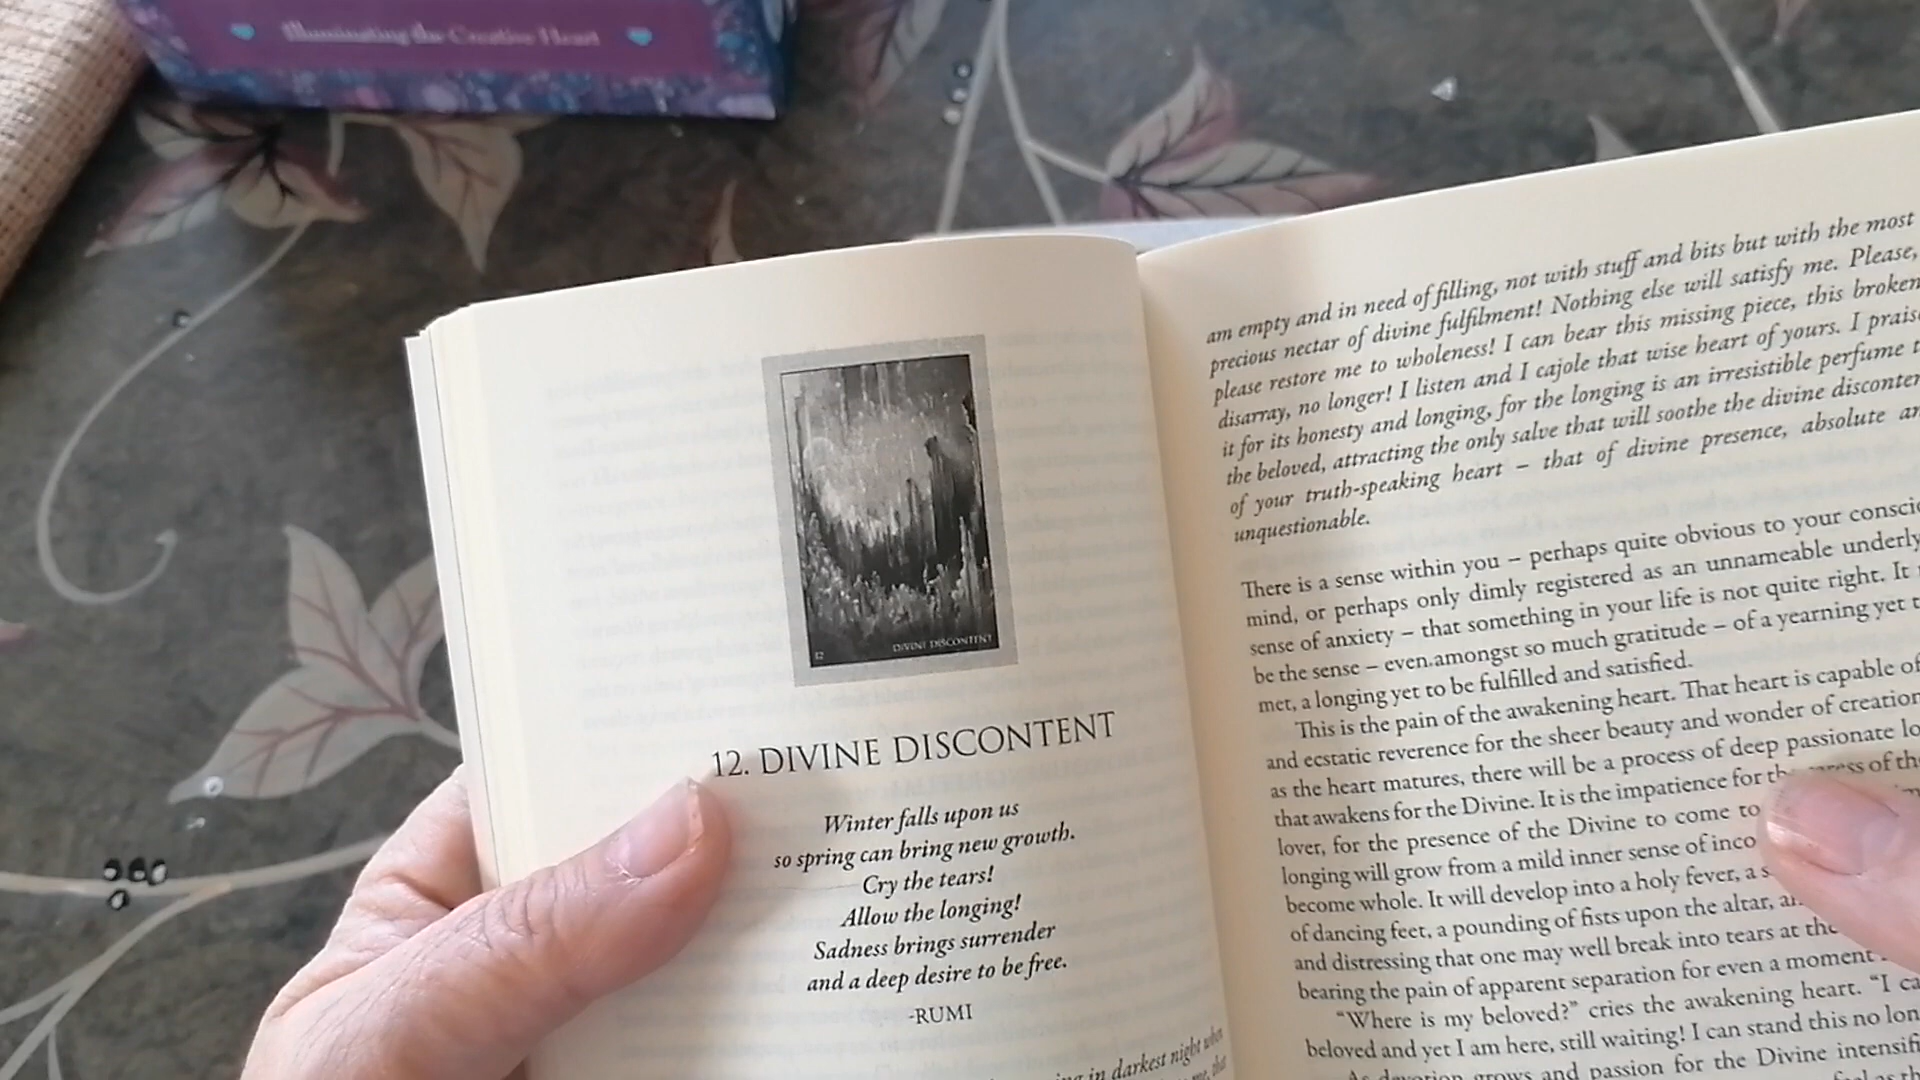 Illuminating the Creative Heart
12
DIVINE DISCONTENT
12. DIVINE DISCONTENT
Winter falls upon us
so spring can bring new growth.
Cry the tears!
Allow the longing!
Sadness brings surrender
and a deep desire to be free.
-RUMI
in darkest night when
me, that
am empty and in need of filling, not with stuff and bits but with the most
precious nectar of divine fulfilment! Nothing else will satisfy me. Please,
please restore me to wholeness! I can bear this missing piece, this broken
disarray, no longer! I listen and I cajole that wise heart of yours. I praise
it for its honesty and longing, for the longing is an irresistible perfume t
the beloved, attracting the only salve that will soothe the divine disconten
of your truth-speaking heart – that of divine presence, absolute an
unquestionable.
There is a sense within you – perhaps quite obvious to your conscio
mind, or perhaps only dimly registered as an unnameable underly
sense of anxiety – that something in your life is not quite right. It
be the sense – even.amongst so much gratitude – of a yearning yet t
met, a longing yet to be fulfilled and satisfied.
This is the pain of the awakening heart. That heart is capable of
and ecstatic reverence for the sheer beauty and wonder of creation
as the heart matures, there will be a process of deep passionate lo
that awakens for the Divine. It is the impatience for of the
lover, for the presence of the Divine to come to
longing will grow from a mild inner sense of inco
become whole. It will develop into a holy fever, a s
of dancing feet, a pounding of fists upon the altar, an
and distressing that one may well break into tears at the
bearing the pain of apparent separation for even a moment
“Where is my beloved?” cries the awakening heart. “I ca
beloved and yet I am here, still waiting! I can stand this no lon
As devotion grows and passion for the Divine intensifi